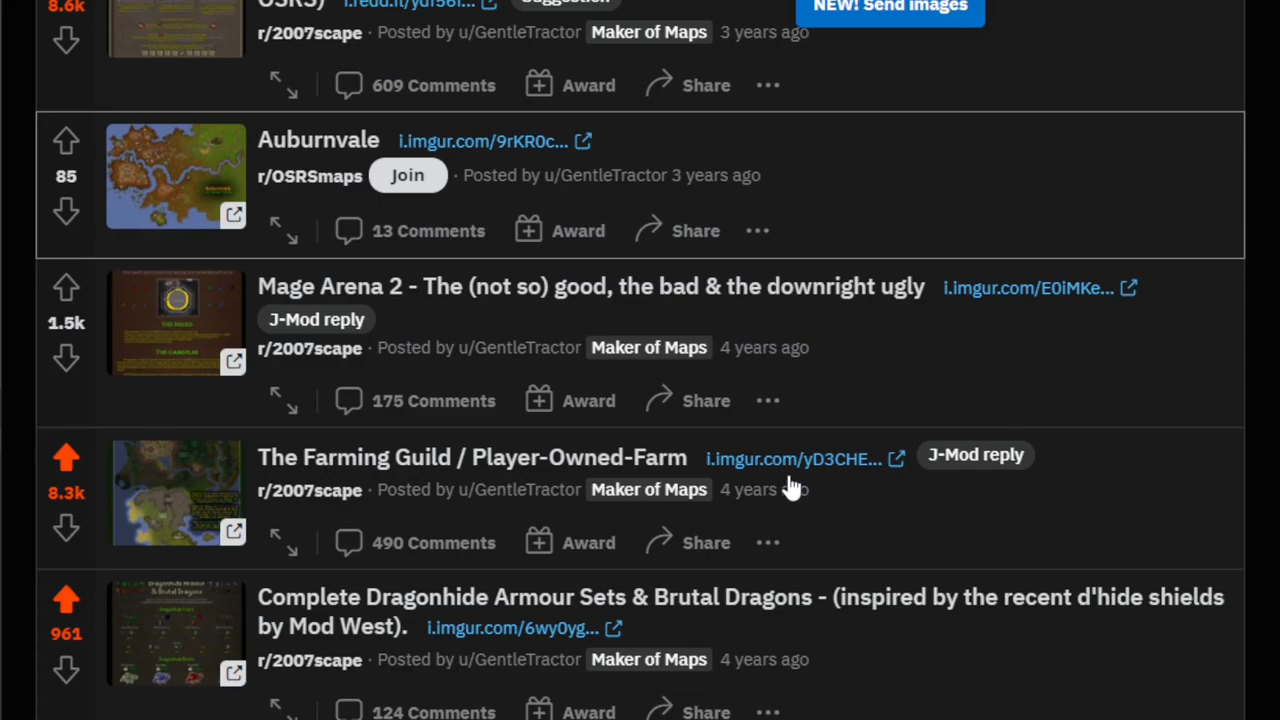 8.6k OSRS) i.redd.it/ydf56i... Suggestion NEW! Send images
r/2007scape · Posted by u/GentleTractor Maker of Maps 3 years ago
609 Comments Award Share
Auburnvale i.imgur.com/9rKR0c...
85 r/OSRSmaps Join · Posted by u/GentleTractor 3 years ago
13 Comments Award Share
Mage Arena 2 - The (not so) good, the bad & the downright ugly i.imgur.com/E0iMKe...
1.5k J-Mod reply
r/2007scape · Posted by u/GentleTractor Maker of Maps 4 years ago
175 Comments Award Share
The Farming Guild / Player-Owned-Farm i.imgur.com/yD3CHE... J-Mod reply
8.3k r/2007scape · Posted by u/GentleTractor Maker of Maps 4 years
490 Comments Award Share
Complete Dragonhide Armour Sets & Brutal Dragons - (inspired by the recent d'hide shields
961 by Mod West). i.imgur.com/6wy0yg...
r/2007scape · Posted by u/GentleTractor Maker of Maps 4 years ago
124 Comments Award Share